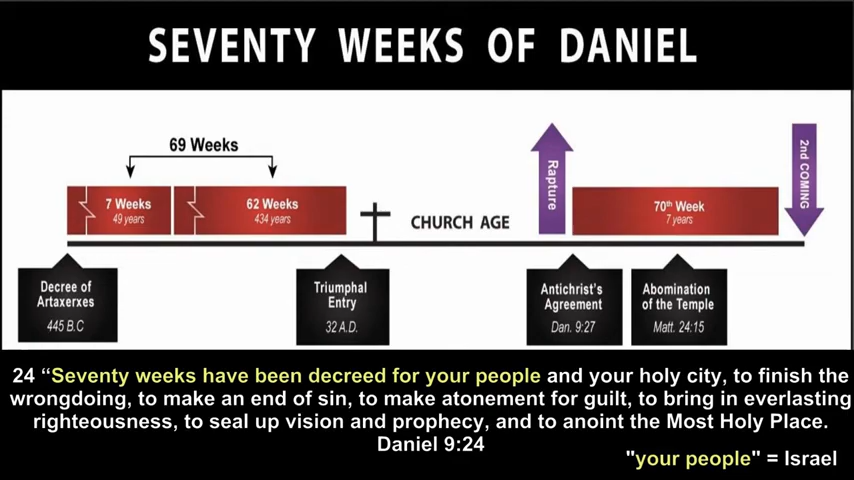 SEVENTY WEEKS OF DANIEL
69 Weeks
7 Weeks
49 years
62 Weeks
434 years
CHURCH AGE
Rapture
70th Week
7 years
2nd COMING
Decree of
Artaxerxes
445 B.C
Triumphal
Entry
32 A.D.
Antichrist's
Agreement
Dan. 9:27
Abomination
of the Temple
Matt. 24:15
24 “Seventy weeks have been decreed for your people and your holy city, to finish the
wrongdoing, to make an end of sin, to make atonement for guilt, to bring in everlasting
righteousness, to seal up vision and prophecy, and to anoint the Most Holy Place.
Daniel 9:24
"your people" = Israel